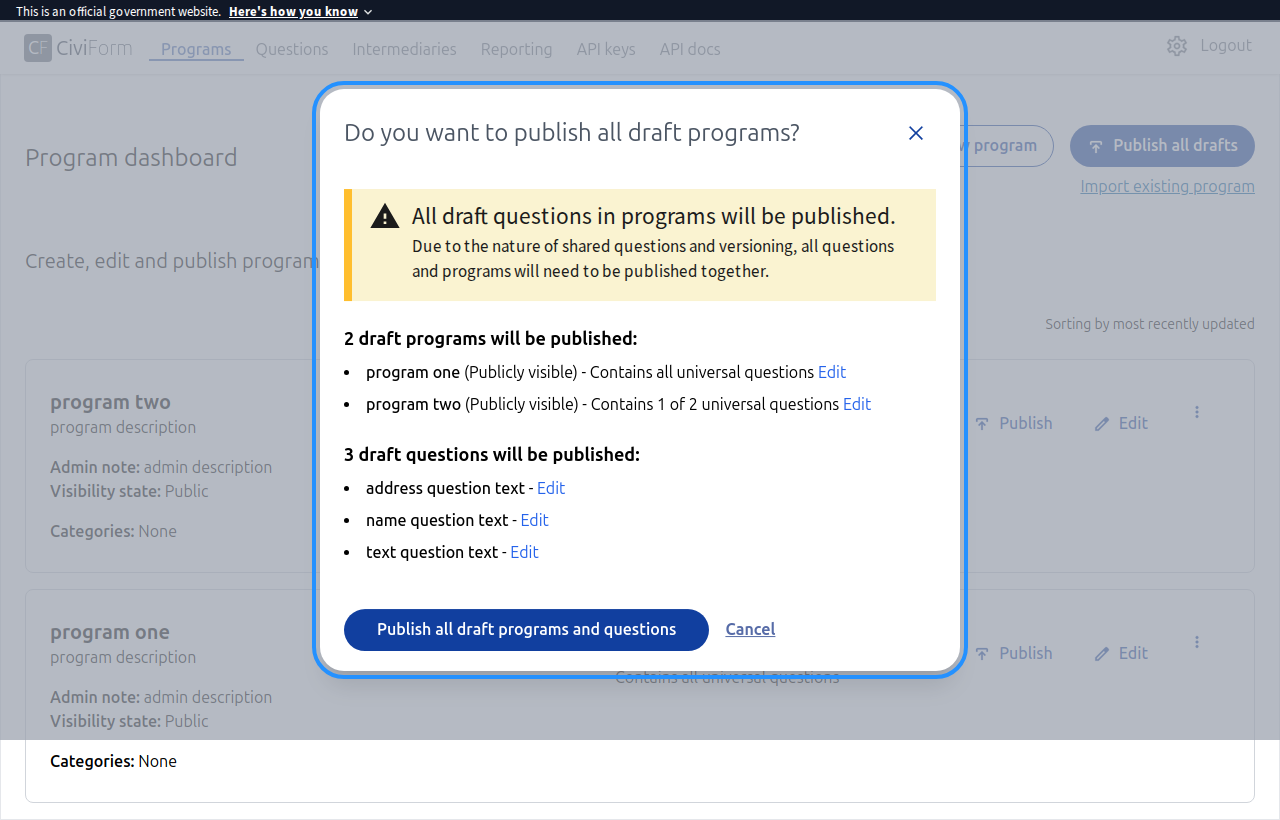 This is an official government website. Here's how you know
CF CiviForm Programs Questions Intermediaries Reporting API keys API docs Logout
Do you want to publish all draft programs?
program Publish all drafts
Program dashboard
Import existing program
All draft questions in programs will be published.
Due to the nature of shared questions and versioning, all questions
and programs will need to be published together.
Create, edit and publish program
Sorting by most recently updated
2 draft programs will be published:
• program one (Publicly visible) - Contains all universal questions Edit
• program two (Publicly visible) - Contains 1 of 2 universal questions Edit
3 draft questions will be published:
• address question text - Edit
• name question text - Edit
• text question text - Edit
Publish all draft programs and questions Cancel
program two
program description
Publish Edit
Admin note: admin description
Visibility state: Public
Categories: None
program one
program description
Publish Edit
Contains all universal questions
Admin note: admin description
Visibility state: Public
Categories: None